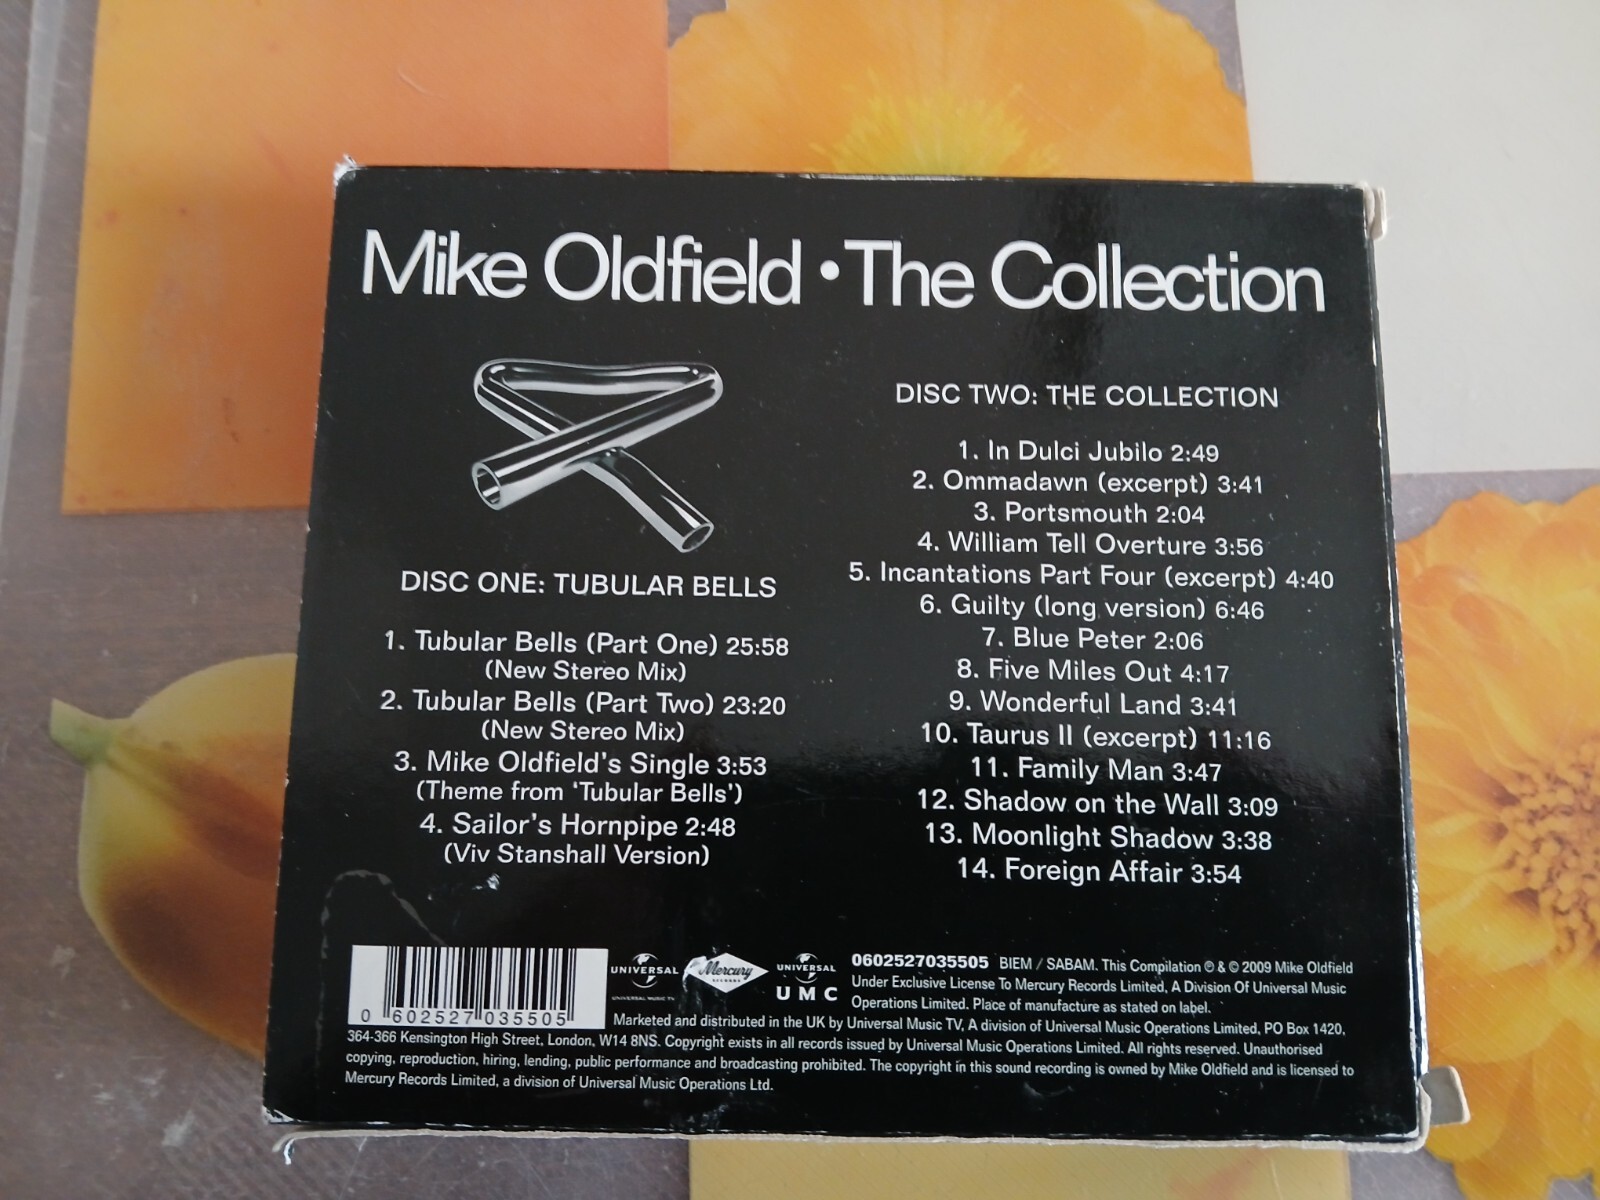 Mike Oldfield • The Collection
DISC ONE: TUBULAR BELLS
1. Tubular Bells (Part One) 25:58
(New Stereo Mix)
2. Tubular Bells (Part Two) 23:20
(New Stereo Mix)
3. Mike Oldfield's Single 3:53
(Theme from 'Tubular Bells')
4. Sailor's Hornpipe 2:48
(Viv Stanshall Version)
DISC TWO: THE COLLECTION
1. In Dulci Jubilo 2:49
2. Ommadawn (excerpt) 3:41
3. Portsmouth 2:04
4. William Tell Overture 3:56
5. Incantations Part Four (excerpt) 4:40
6. Guilty (long version) 6:46
7. Blue Peter 2:06
8. Five Miles Out 4:17
9. Wonderful Land 3:41
10. Taurus II (excerpt) 11:16
11. Family Man 3:47
12. Shadow on the Wall 3:09
13. Moonlight Shadow 3:38
14. Foreign Affair 3:54
0 602527 035505
UNIVERSAL
UNIVERSAL MUSIC TV
Mercury
RECORDS
UNIVERSAL
UMC
0602527035505 BIEM / SABAM. This Compilation ℗ & © 2009 Mike Oldfield
Under Exclusive License To Mercury Records Limited, A Division Of Universal Music
Operations Limited. Place of manufacture as stated on label.
Marketed and distributed in the UK by Universal Music TV, A division of Universal Music Operations Limited, PO Box 1420,
364-366 Kensington High Street, London, W14 8NS. Copyright exists in all records issued by Universal Music Operations Limited. All rights reserved. Unauthorised
copying, reproduction, hiring, lending, public performance and broadcasting prohibited. The copyright in this sound recording is owned by Mike Oldfield and is licensed to
Mercury Records Limited, a division of Universal Music Operations Ltd.